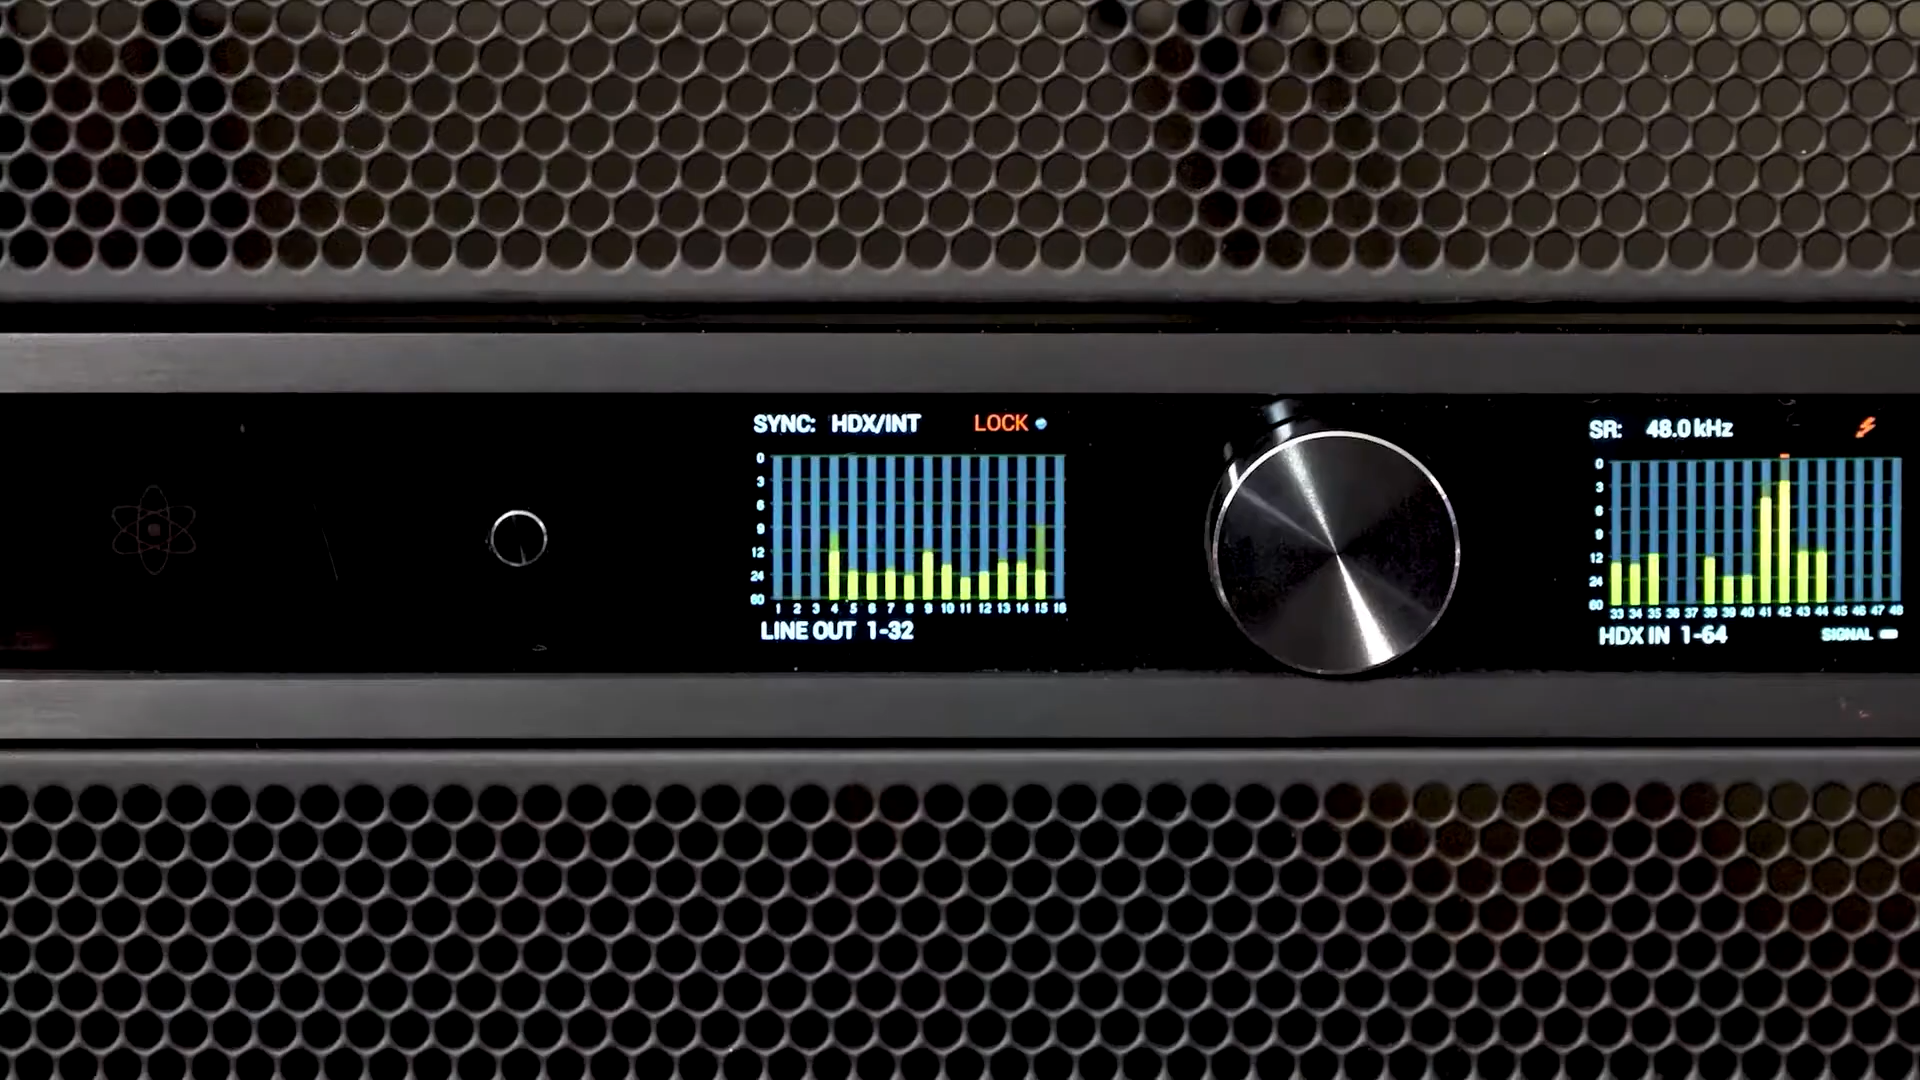 SYNC: HDX/INT LOCK
0
3
6
9
12
24
60
1 2 3 4 5 6 7 8 9 10 11 12 13 14 15 16
LINE OUT 1-32
SR: 48.0 kHz
0
3
6
9
12
24
60
33 34 35 36 37 38 39 40 41 42 43 44 45 46 47 48
HDX IN 1-64 SIGNAL